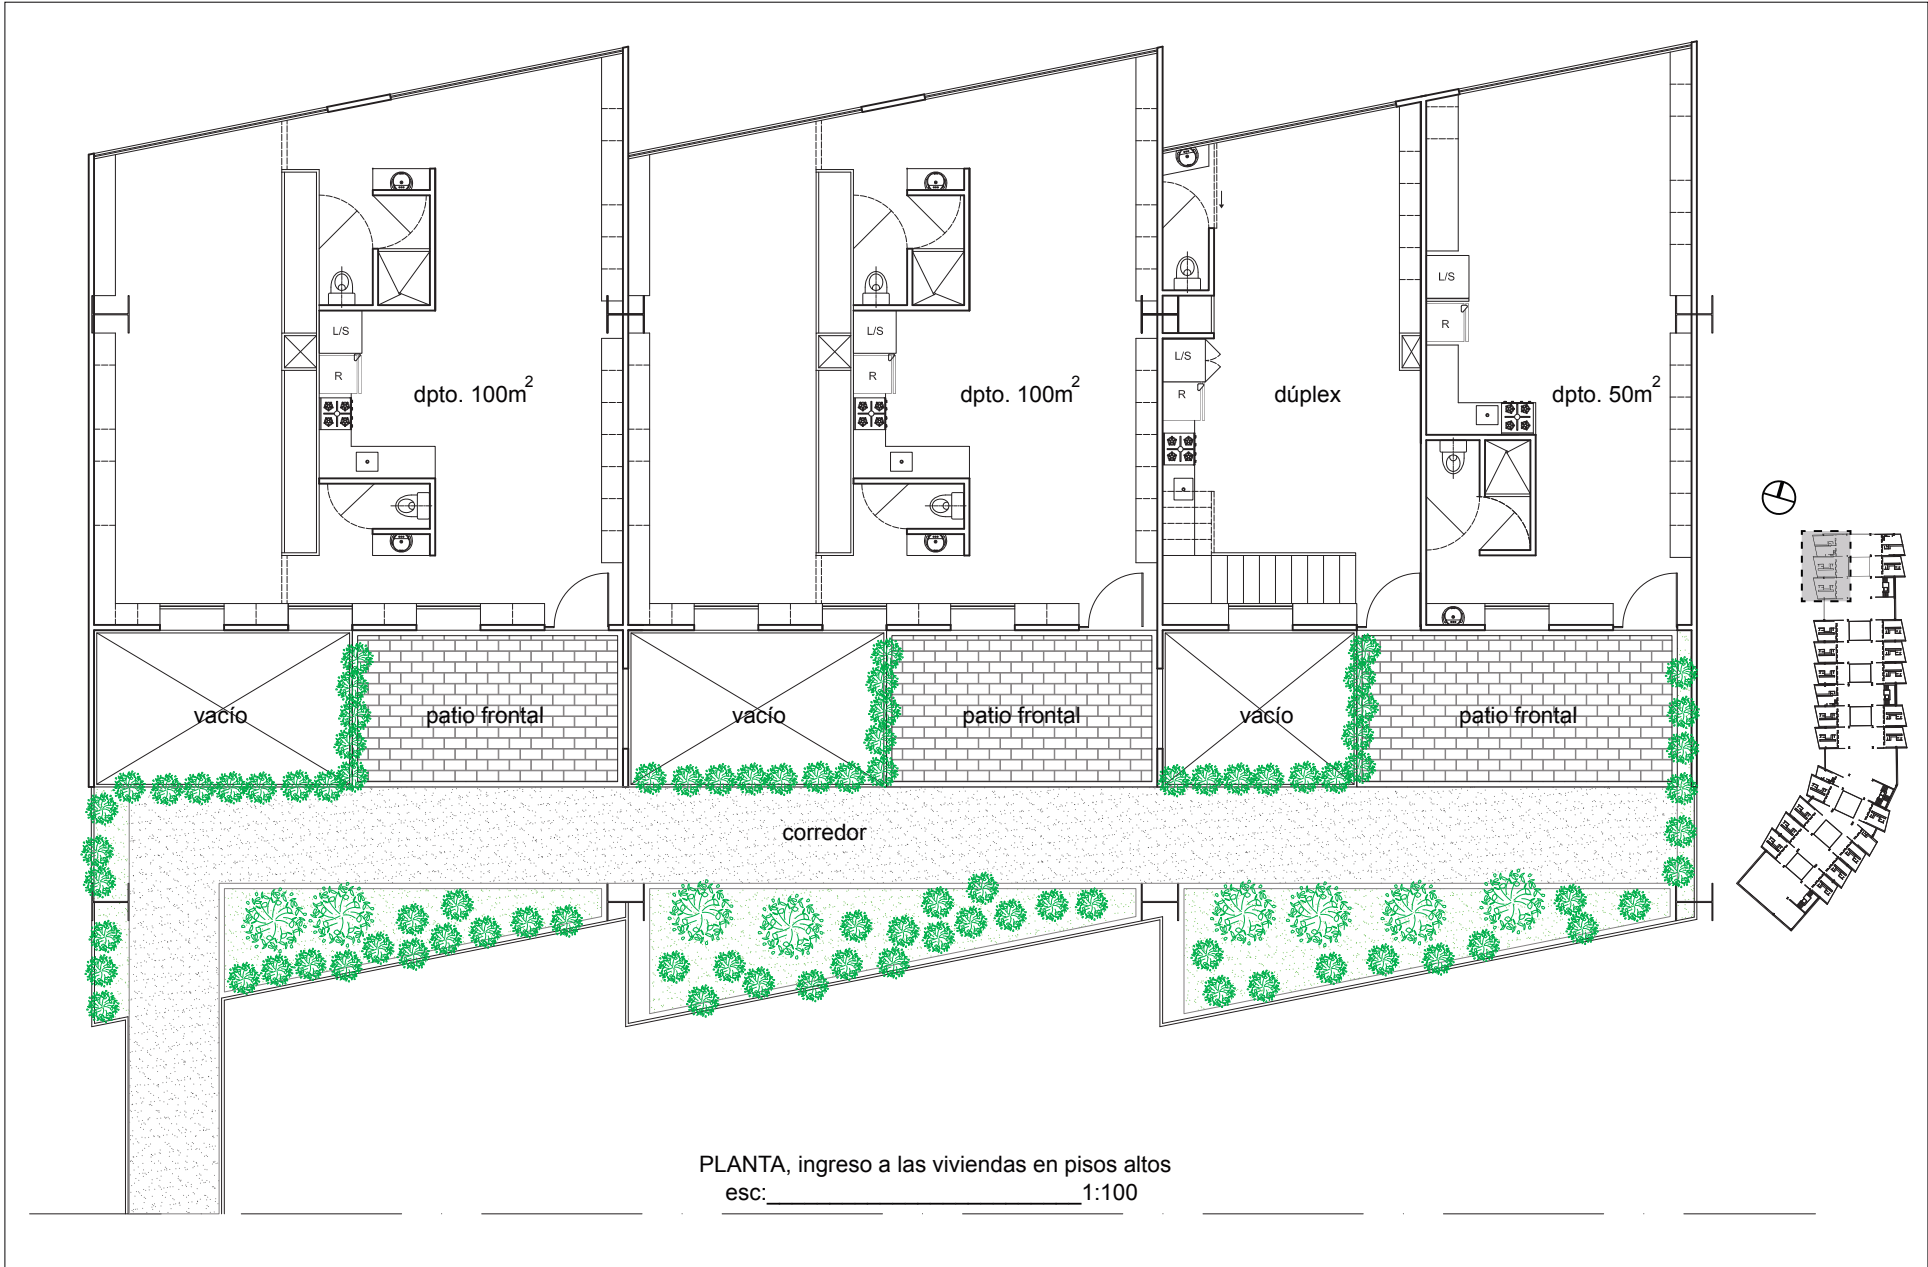 L/S
L/S
L/S
L/S
R
R
R
R
dpto. 100m²
dpto. 100m²
dúplex
dpto. 50m²
vacío
patio frontal
vacío
patio frontal
vacío
patio frontal
corredor
PLANTA, ingreso a las viviendas en pisos altos
esc:__________________________1:100